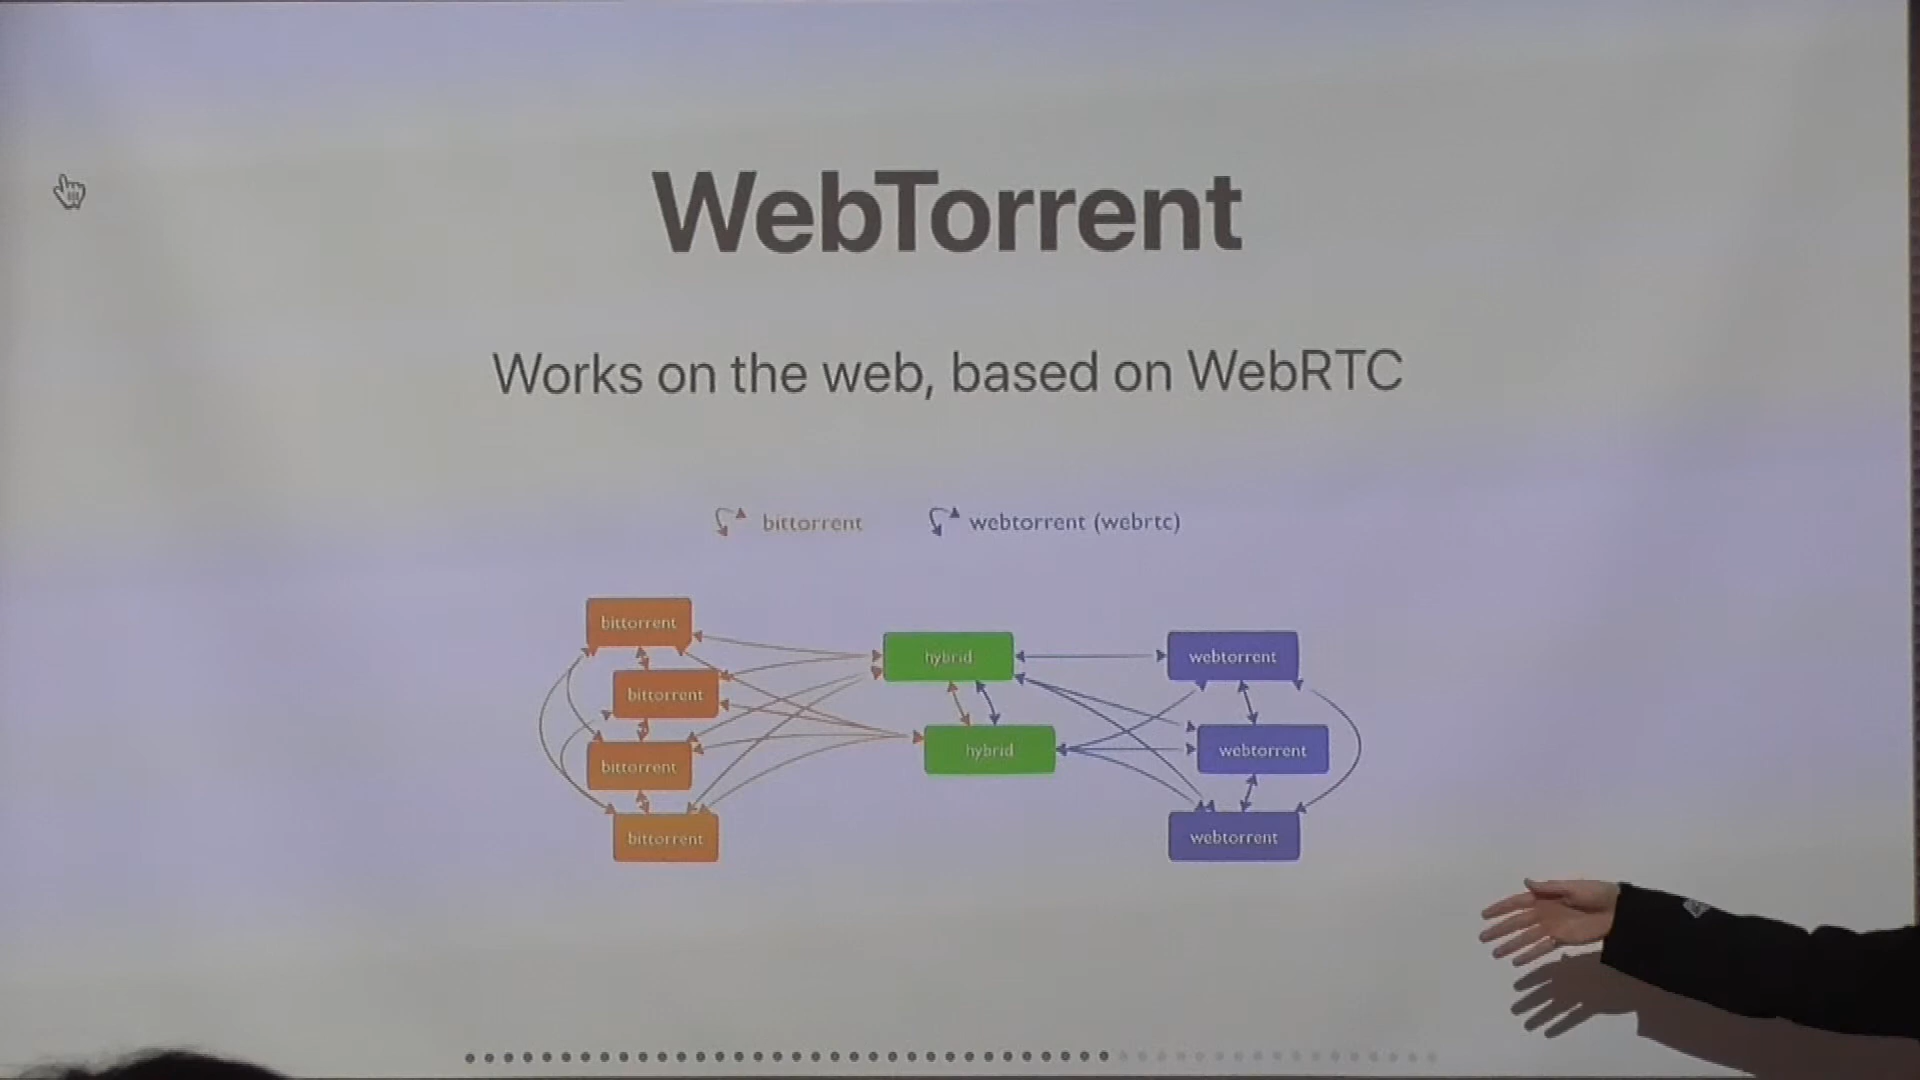 WebTorrent
Works on the web, based on WebRTC
bittorrent
webtorrent (webrtc)
bittorrent
hybrid
webtorrent
bittorrent
hybrid
webtorrent
bittorrent
bittorrent
webtorrent